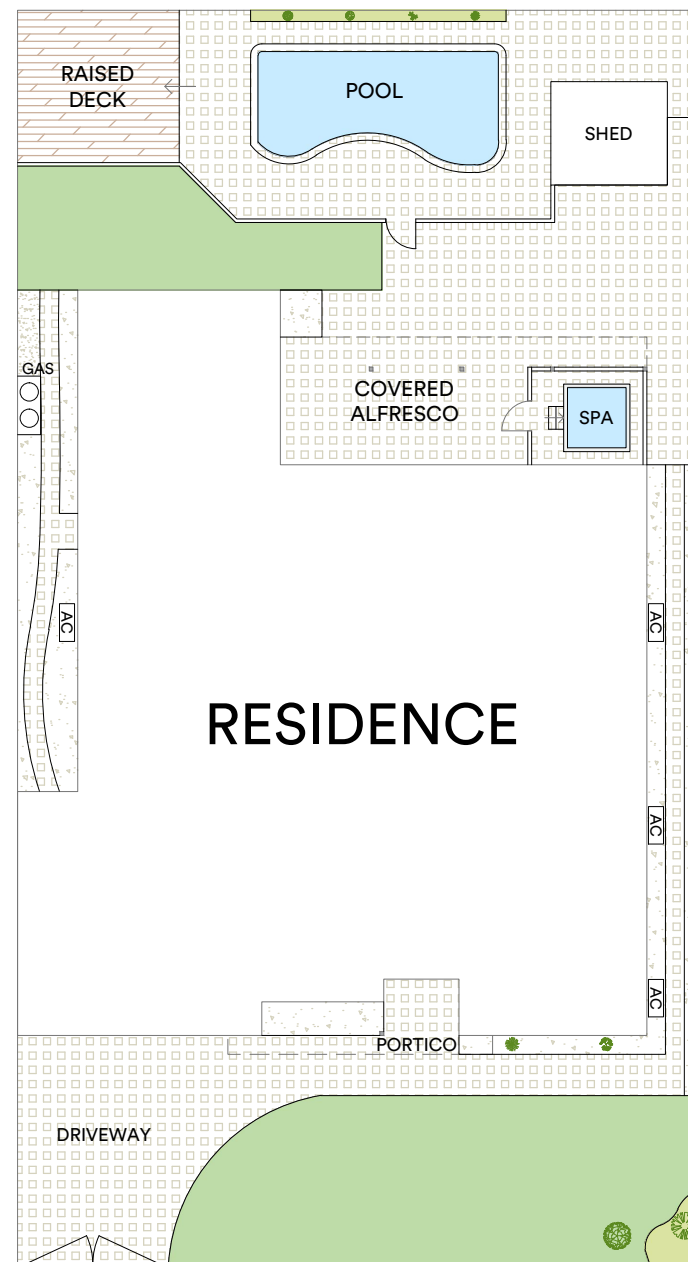 RAISED
DECK
POOL
SHED
GAS
COVERED
ALFRESCO
SPA
AC
AC
RESIDENCE
AC
AC
PORTICO
DRIVEWAY